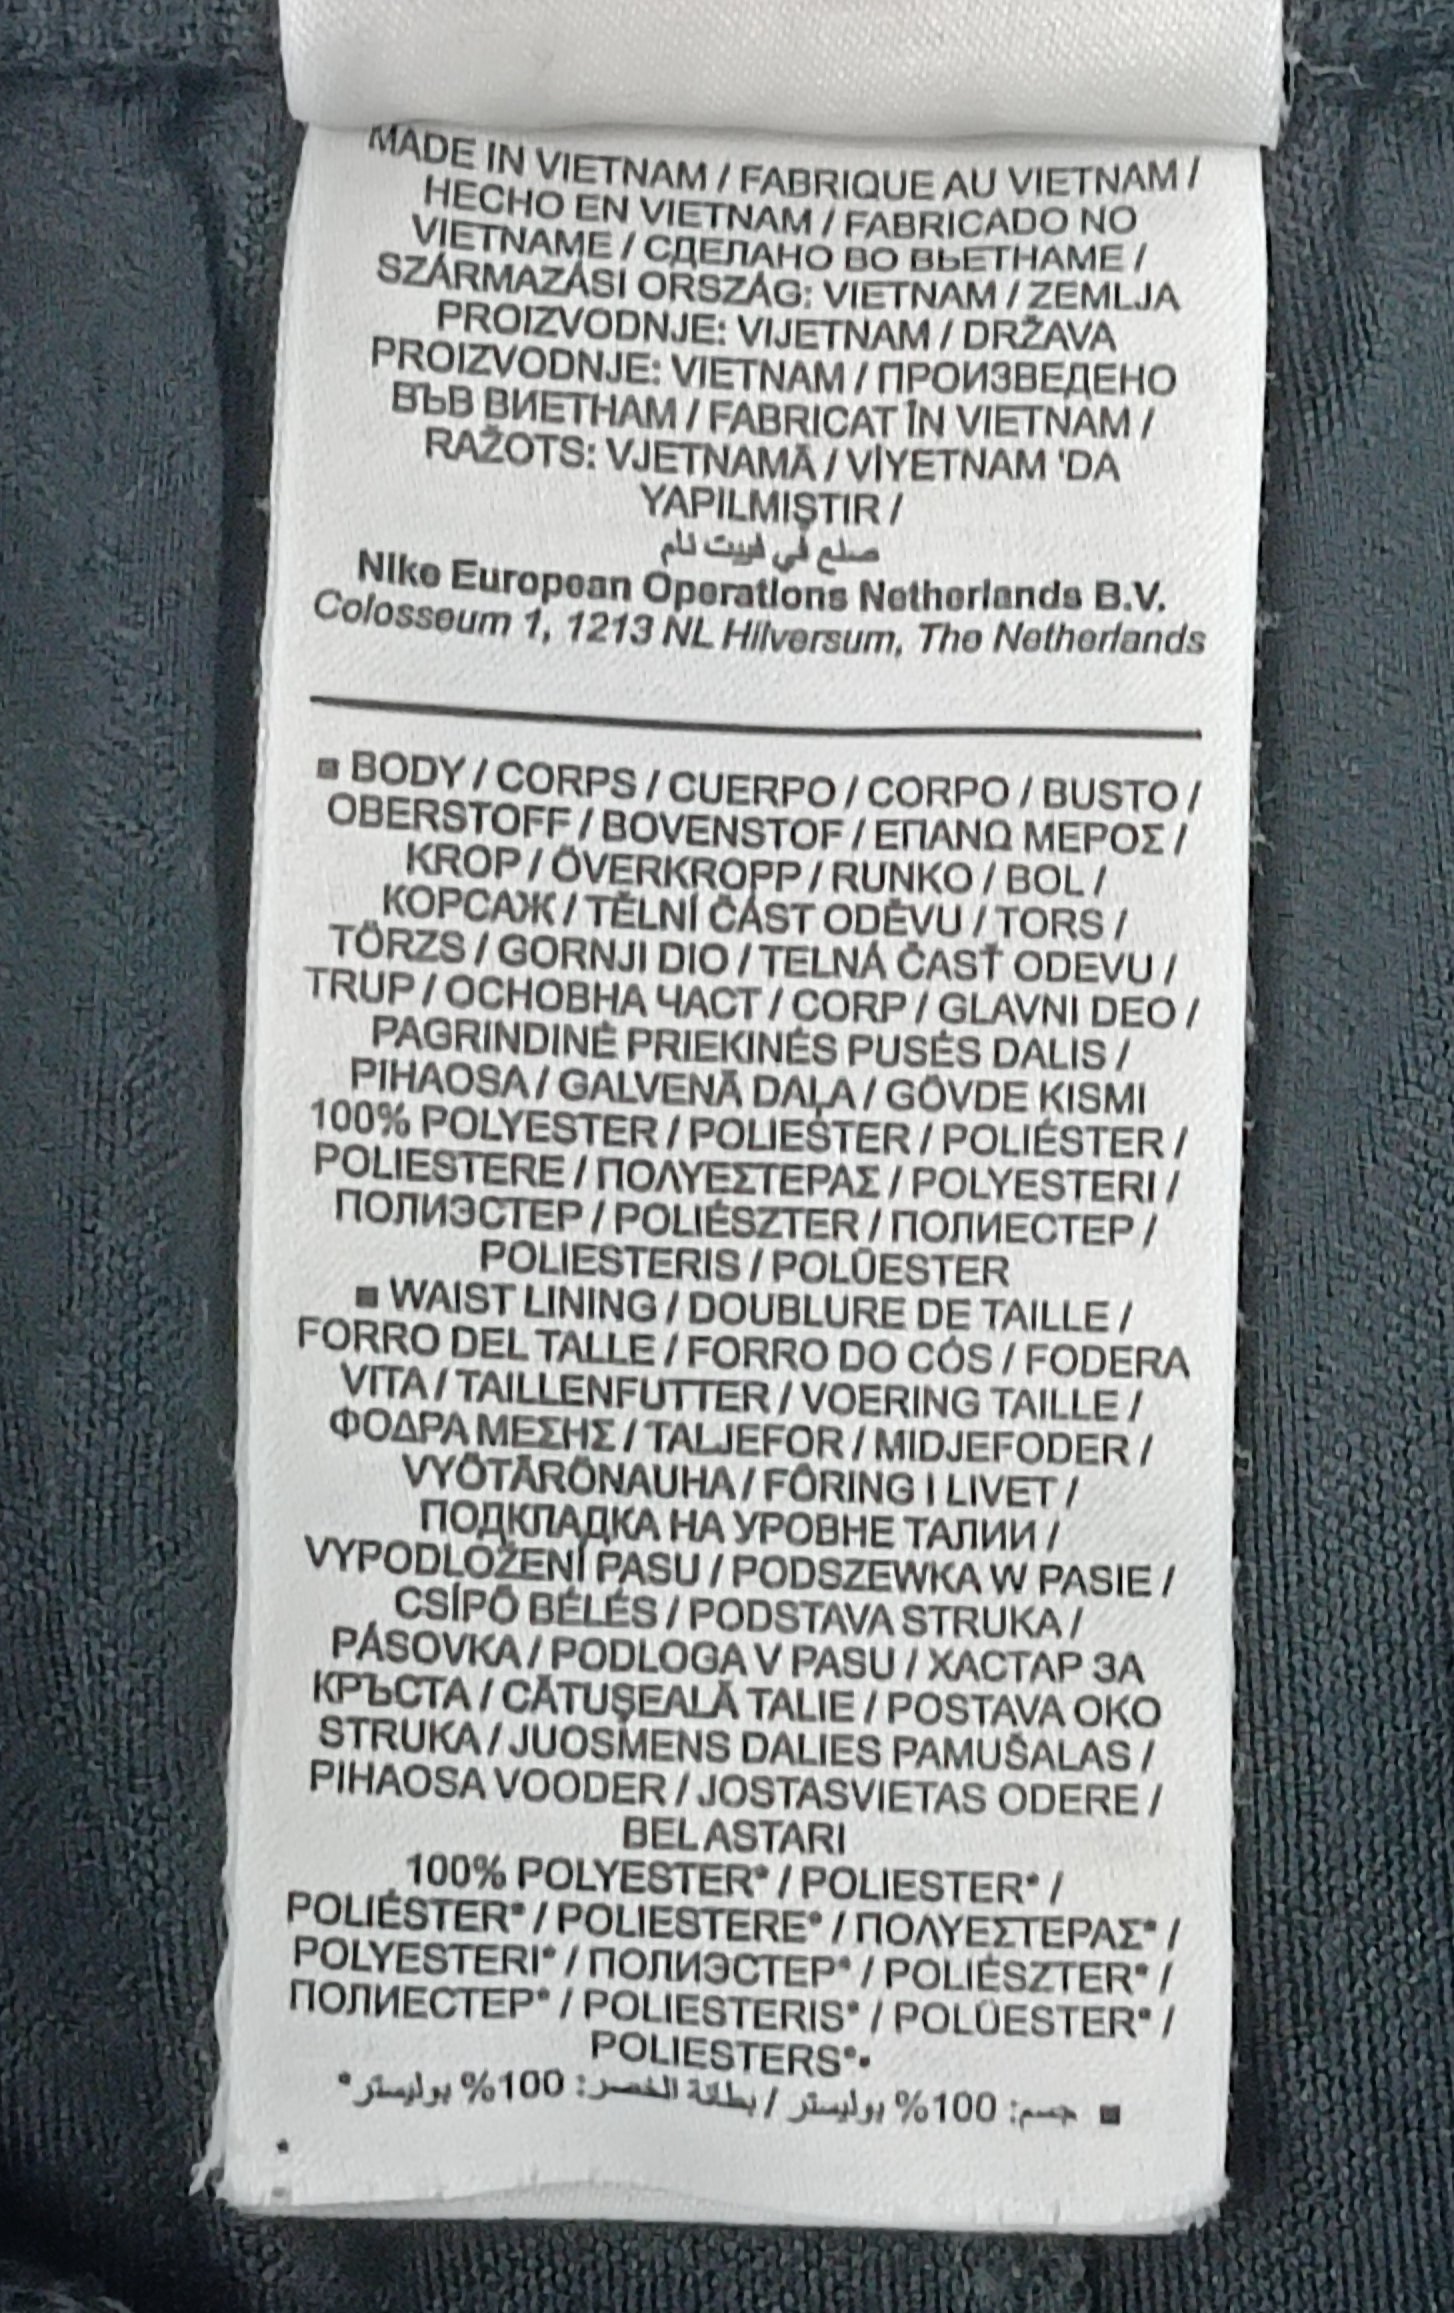 MADE IN VIETNAM / FABRIQUE AU VIETNAM /
HECHO EN VIETNAM / FABRICADO NO
VIETNAME / СДЕЛАНО ВО ВЬЕТНАМЕ /
SZÁRMAZÁSI ORSZÁG: VIETNAM / ZEMLJA
PROIZVODNJE: VIJETNAM / DRŽAVA
PROIZVODNJE: VIETNAM / ПРОИЗВЕДЕНО
ВЪВ ВИЕТНАМ / FABRICAT ÎN VIETNAM /
RAŽOTS: VJETNAMĀ / VİYETNAM 'DA
YAPILMIŞTIR /
صنع في فييت نام
Nike European Operations Netherlands B.V.
Colosseum 1, 1213 NL Hilversum, The Netherlands
■ BODY / CORPS / CUERPO / CORPO / BUSTO /
OBERSTOFF / BOVENSTOF / ΕΠΑΝΩ ΜΕΡΟΣ /
KROP / ÖVERKROPP / RUNKO / BOL /
КОРСАЖ / TĚLNÍ ČÁST ODĚVU / TORS /
TÖRZS / GORNJI DIO / TELNÁ ČASŤ ODEVU /
TRUP / ОСНОВНА ЧАСТ / CORP / GLAVNI DEO /
PAGRINDINĖ PRIEKINĖS PUSĖS DALIS /
PIHAOSA / GALVENĀ DAĻA / GÖVDE KISMI
100% POLYESTER / POLIESTER / POLIÉSTER /
POLIESTERE / ΠΟΛΥΕΣΤΕΡΑΣ / POLYESTERI /
ПОЛИЭСТЕР / POLIÉSZTER / ПОЛИЕСТЕР /
POLIESTERIS / POLÜESTER
■ WAIST LINING / DOUBLURE DE TAILLE /
FORRO DEL TALLE / FORRO DO CÓS / FODERA
VITA / TAILLENFUTTER / VOERING TAILLE /
ΦΟΔΡΑ ΜΕΣΗΣ / TALJEFOR / MIDJEFODER /
VYÖTÄRÖNAUHA / FÔRING I LIVET /
ПОДКЛАДКА НА УРОВНЕ ТАЛИИ /
VYPODLOŽENÍ PASU / PODSZEWKA W PASIE /
CSÍPŐ BÉLÉS / PODSTAVA STRUKA /
PÁSOVKA / PODLOGA V PASU / ХАСТАР ЗА
КРЪСТА / CĂTUŞEALĂ TALIE / POSTAVA OKO
STRUKA / JUOSMENS DALIES PAMUŠALAS /
PIHAOSA VOODER / JOSTASVIETAS ODERE /
BEL ASTARI
100% POLYESTER* / POLIESTER* /
POLIÉSTER* / POLIESTERE* / ΠΟΛΥΕΣΤΕΡΑΣ* /
POLYESTERI* / ПОЛИЭСТЕР* / POLIÉSZTER* /
ПОЛИЕСТЕР* / POLIESTERIS* / POLÜESTER* /
POLIESTERS*▪
■ جسم: 100% بوليستر / بطانة الخصر: 100% بوليستر*